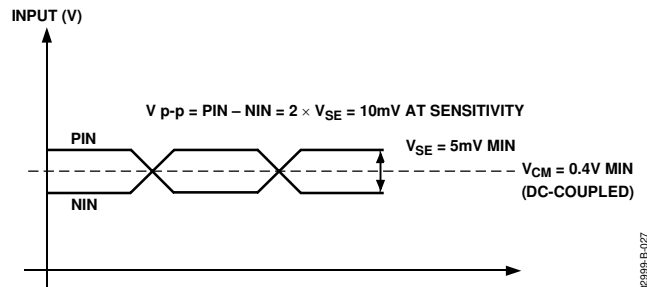 INPUT (V)
V p-p = PIN – NIN = 2 × VSE = 10mV AT SENSITIVITY
PIN
VSE = 5mV MIN
VCM = 0.4V MIN
(DC-COUPLED)
NIN
02999-B-027